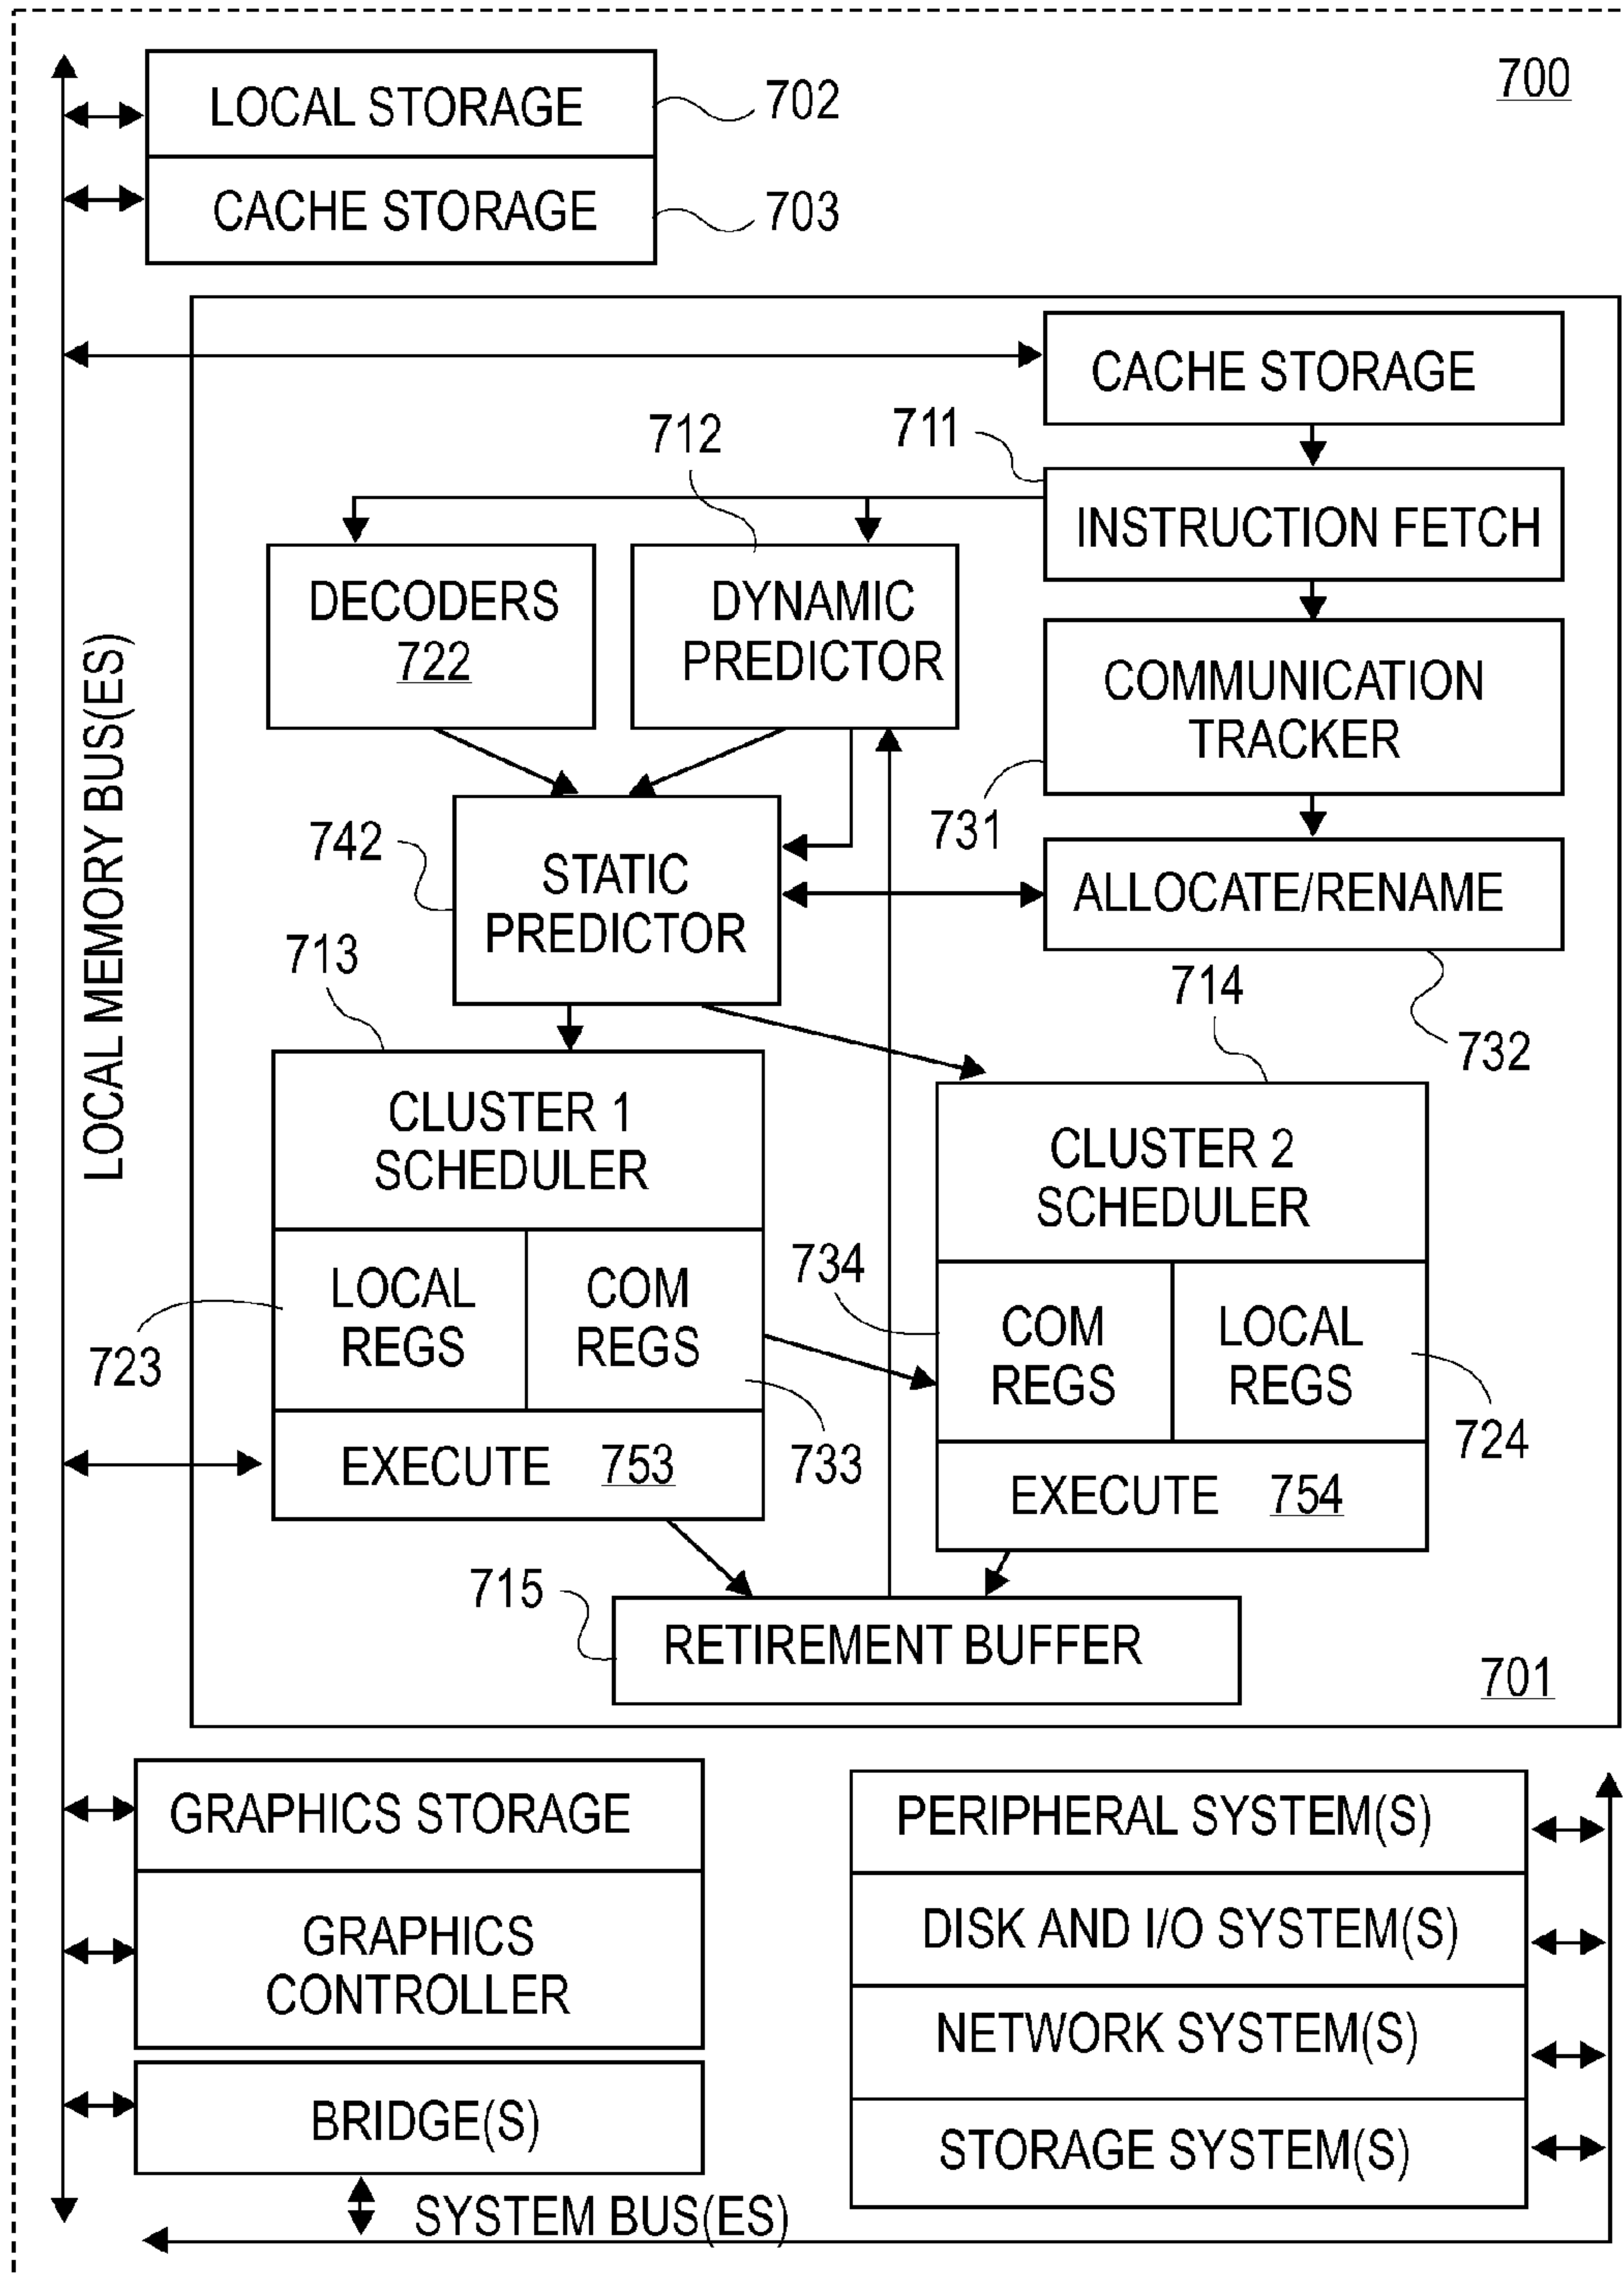 700
LOCAL STORAGE
702
CACHE STORAGE
703
CACHE STORAGE
711
712
INSTRUCTION FETCH
DECODERS
722
DYNAMIC
PREDICTOR
COMMUNICATION
TRACKER
731
742
STATIC
PREDICTOR
ALLOCATE/RENAME
732
LOCAL MEMORY BUS(ES)
713
714
CLUSTER 1
SCHEDULER
CLUSTER 2
SCHEDULER
LOCAL
REGS
COM
REGS
723
733
734
COM
REGS
LOCAL
REGS
724
EXECUTE 753
EXECUTE 754
715
RETIREMENT BUFFER
701
GRAPHICS STORAGE
GRAPHICS
CONTROLLER
BRIDGE(S)
PERIPHERAL SYSTEM(S)
DISK AND I/O SYSTEM(S)
NETWORK SYSTEM(S)
STORAGE SYSTEM(S)
SYSTEM BUS(ES)